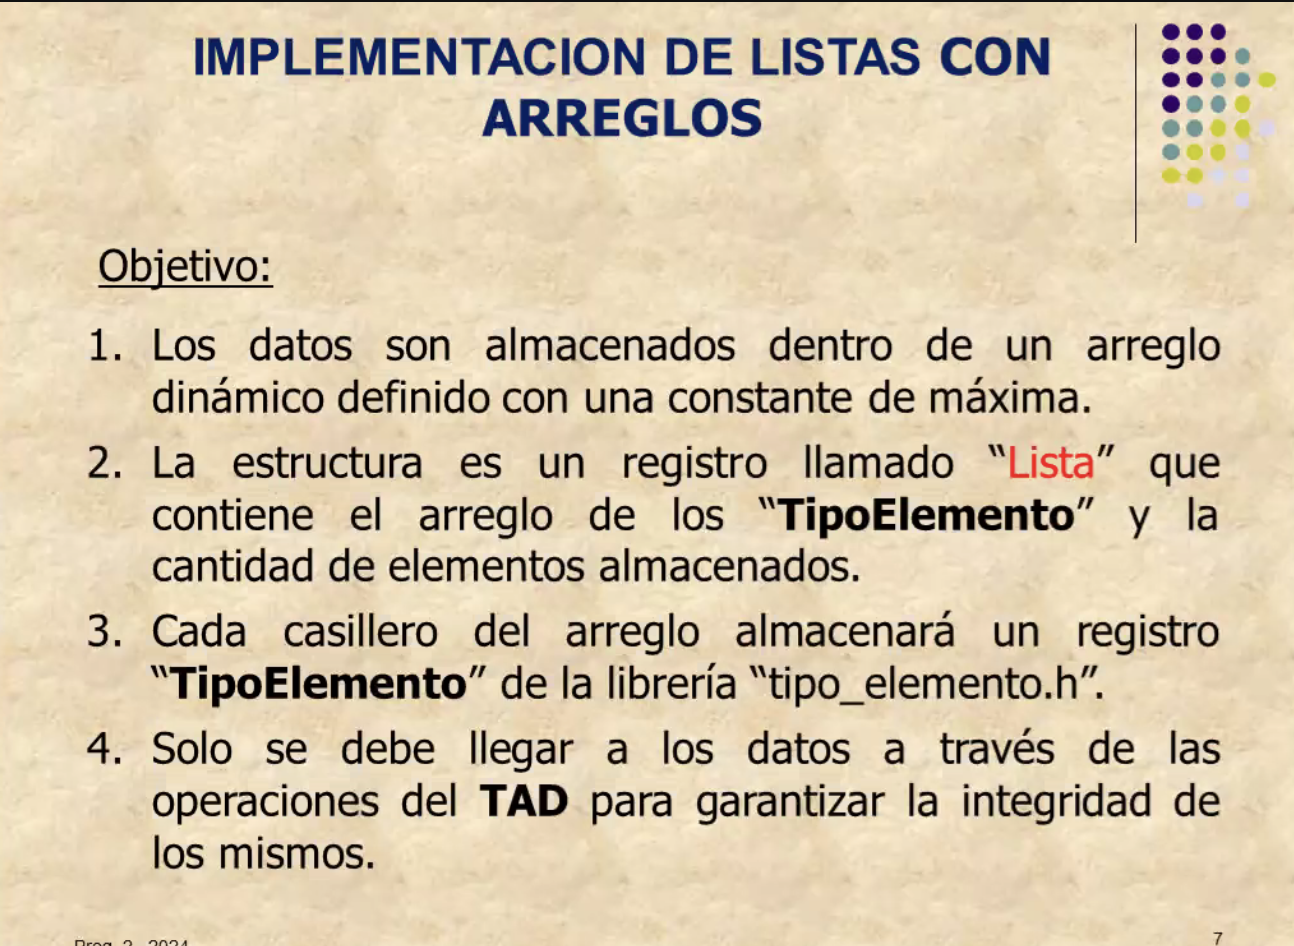 IMPLEMENTACION DE LISTAS CON
ARREGLOS
Objetivo:
1. Los datos son almacenados dentro de un arreglo
dinámico definido con una constante de máxima.
2. La estructura es un registro llamado “Lista” que
contiene el arreglo de los “TipoElemento” y la
cantidad de elementos almacenados.
3. Cada casillero del arreglo almacenará un registro
“TipoElemento” de la librería “tipo_elemento.h”.
4. Solo se debe llegar a los datos a través de las
operaciones del TAD para garantizar la integridad de
los mismos.
Prog. 2 - 2024
7